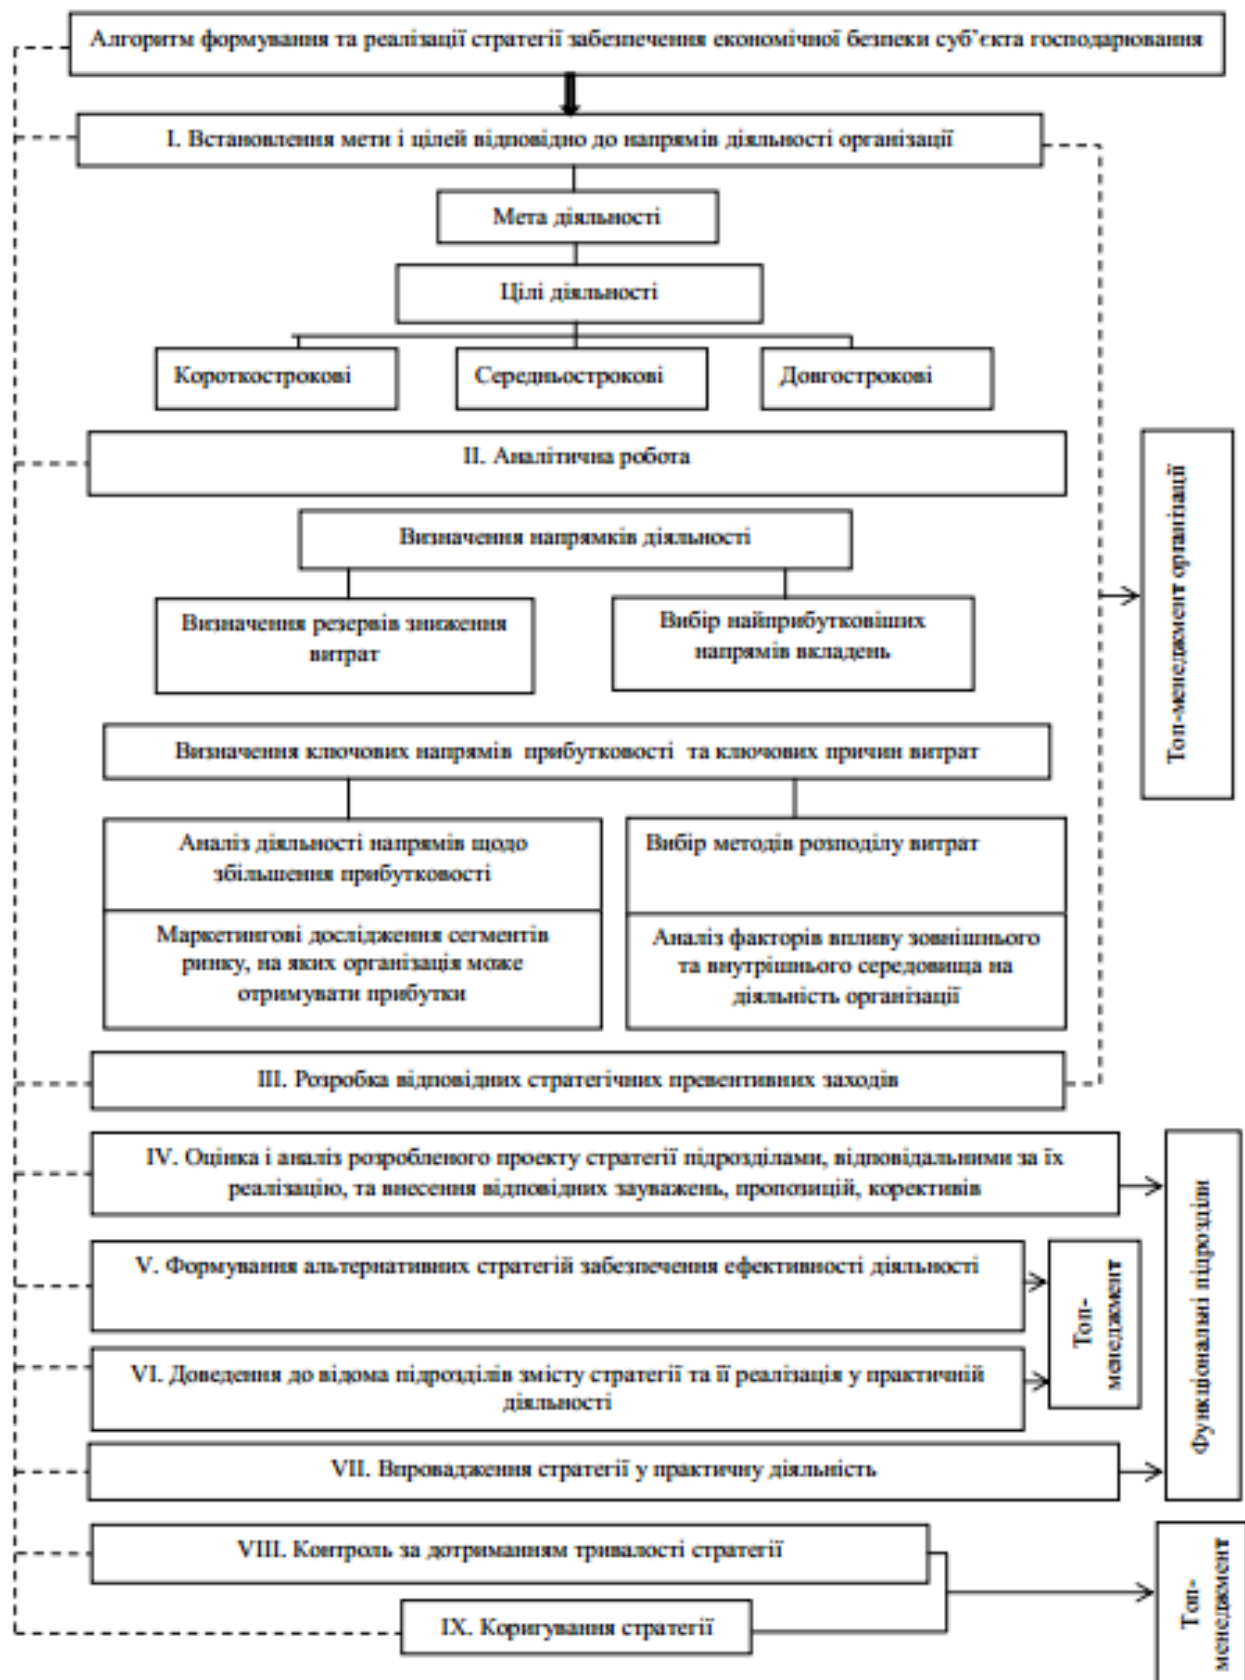 Алгоритм формування та реалізації стратегії забезпечення економічної безпеки суб’єкта господарювання
І. Встановлення мети і цілей відповідно до напрямів діяльності організації
Мета діяльності
Цілі діяльності
Короткострокові
Середньострокові
Довгострокові
ІІ. Аналітична робота
Визначення напрямків діяльності
Визначення резервів зниження
витрат
Вибір найприбутковіших
напрямів вкладень
Топ-менеджмент організації
Визначення ключових напрямів прибутковості та ключових причин витрат
Аналіз діяльності напрямів щодо
збільшення прибутковості
Вибір методів розподілу витрат
Маркетингові дослідження сегментів
ринку, на яких організація може
отримувати прибутки
Аналіз факторів впливу зовнішнього
та внутрішнього середовища на
діяльність організації
ІІІ. Розробка відповідних стратегічних превентивних заходів
IV. Оцінка і аналіз розробленого проекту стратегії підрозділами, відповідальними за їх
реалізацію, та внесення відповідних зауважень, пропозицій, корективів
V. Формування альтернативних стратегій забезпечення ефективності діяльності
Топ-
менеджмент
Функціональні підрозділи
VI. Доведення до відома підрозділів змісту стратегії та її реалізація у практичній
діяльності
VII. Впровадження стратегії у практичну діяльність
VIII. Контроль за дотриманням тривалості стратегії
IX. Коригування стратегії
Топ-
менеджмент